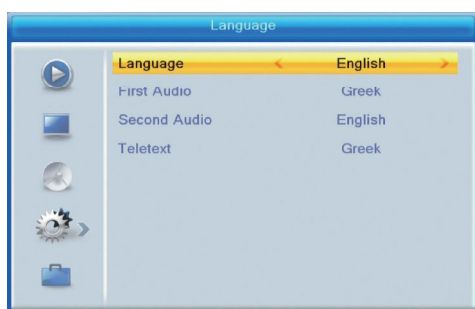 Language
Language < English >
First Audio Greek
Second Audio English
Teletext Greek